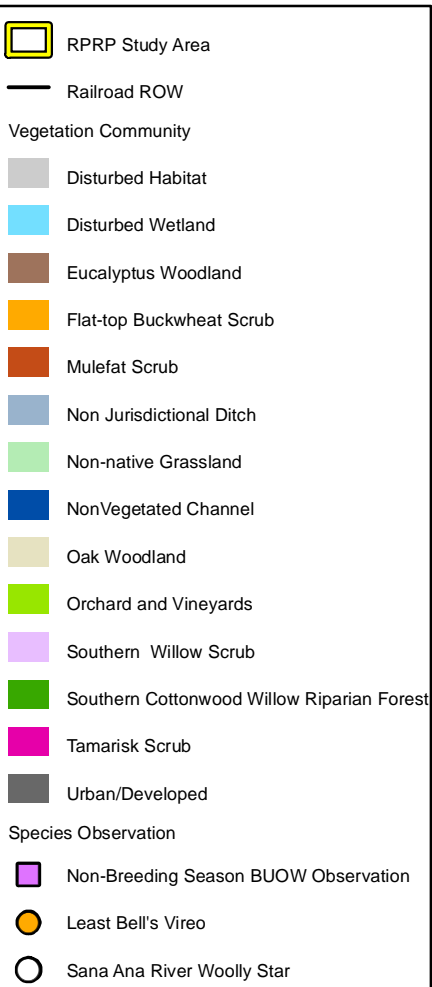 RPRP Study Area
Railroad ROW
Vegetation Community
Disturbed Habitat
Disturbed Wetland
Eucalyptus Woodland
Flat-top Buckwheat Scrub
Mulefat Scrub
Non Jurisdictional Ditch
Non-native Grassland
NonVegetated Channel
Oak Woodland
Orchard and Vineyards
Southern Willow Scrub
Southern Cottonwood Willow Riparian Forest
Tamarisk Scrub
Urban/Developed
Species Observation
Non-Breeding Season BUOW Observation
Least Bell's Vireo
Sana Ana River Woolly Star